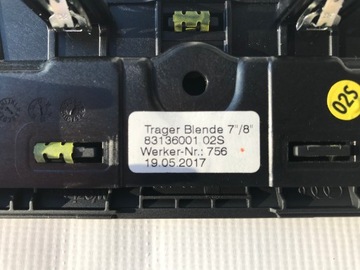 Trager Blende 7"/8"
83136001 02S
Werker-Nr.: 756
19.05.2017
02S